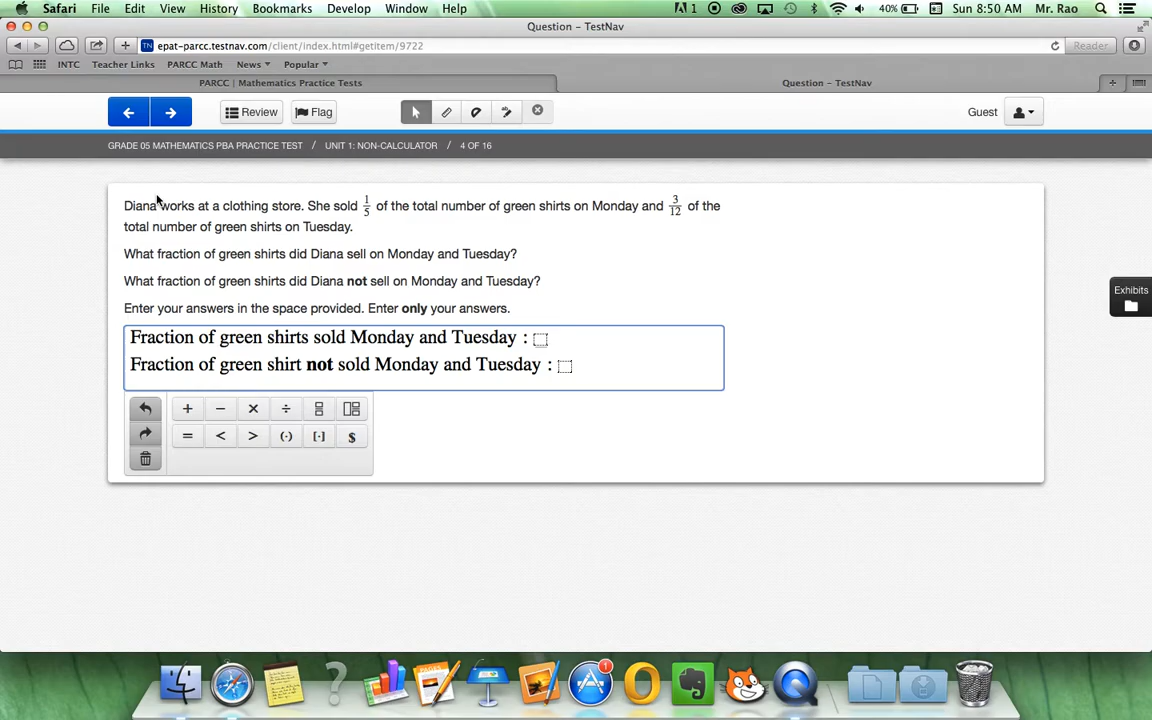 Safari File Edit View History Bookmarks Develop Window Help 1 40% Sun 8:50 AM Mr. Rao
Question – TestNav
epat-parcc.testnav.com/client/index.html#getitem/9722 Reader
INTC Teacher Links PARCC Math News Popular
PARCC | Mathematics Practice Tests Question – TestNav
Review Flag Guest
GRADE 05 MATHEMATICS PBA PRACTICE TEST / UNIT 1: NON-CALCULATOR / 4 OF 16
Diana works at a clothing store. She sold 1/5 of the total number of green shirts on Monday and 3/12 of the
total number of green shirts on Tuesday.
What fraction of green shirts did Diana sell on Monday and Tuesday?
What fraction of green shirts did Diana not sell on Monday and Tuesday?
Enter your answers in the space provided. Enter only your answers.
Fraction of green shirts sold Monday and Tuesday :
Fraction of green shirt not sold Monday and Tuesday :
+ − × ÷
= < > (·) [·] $
Exhibits
1